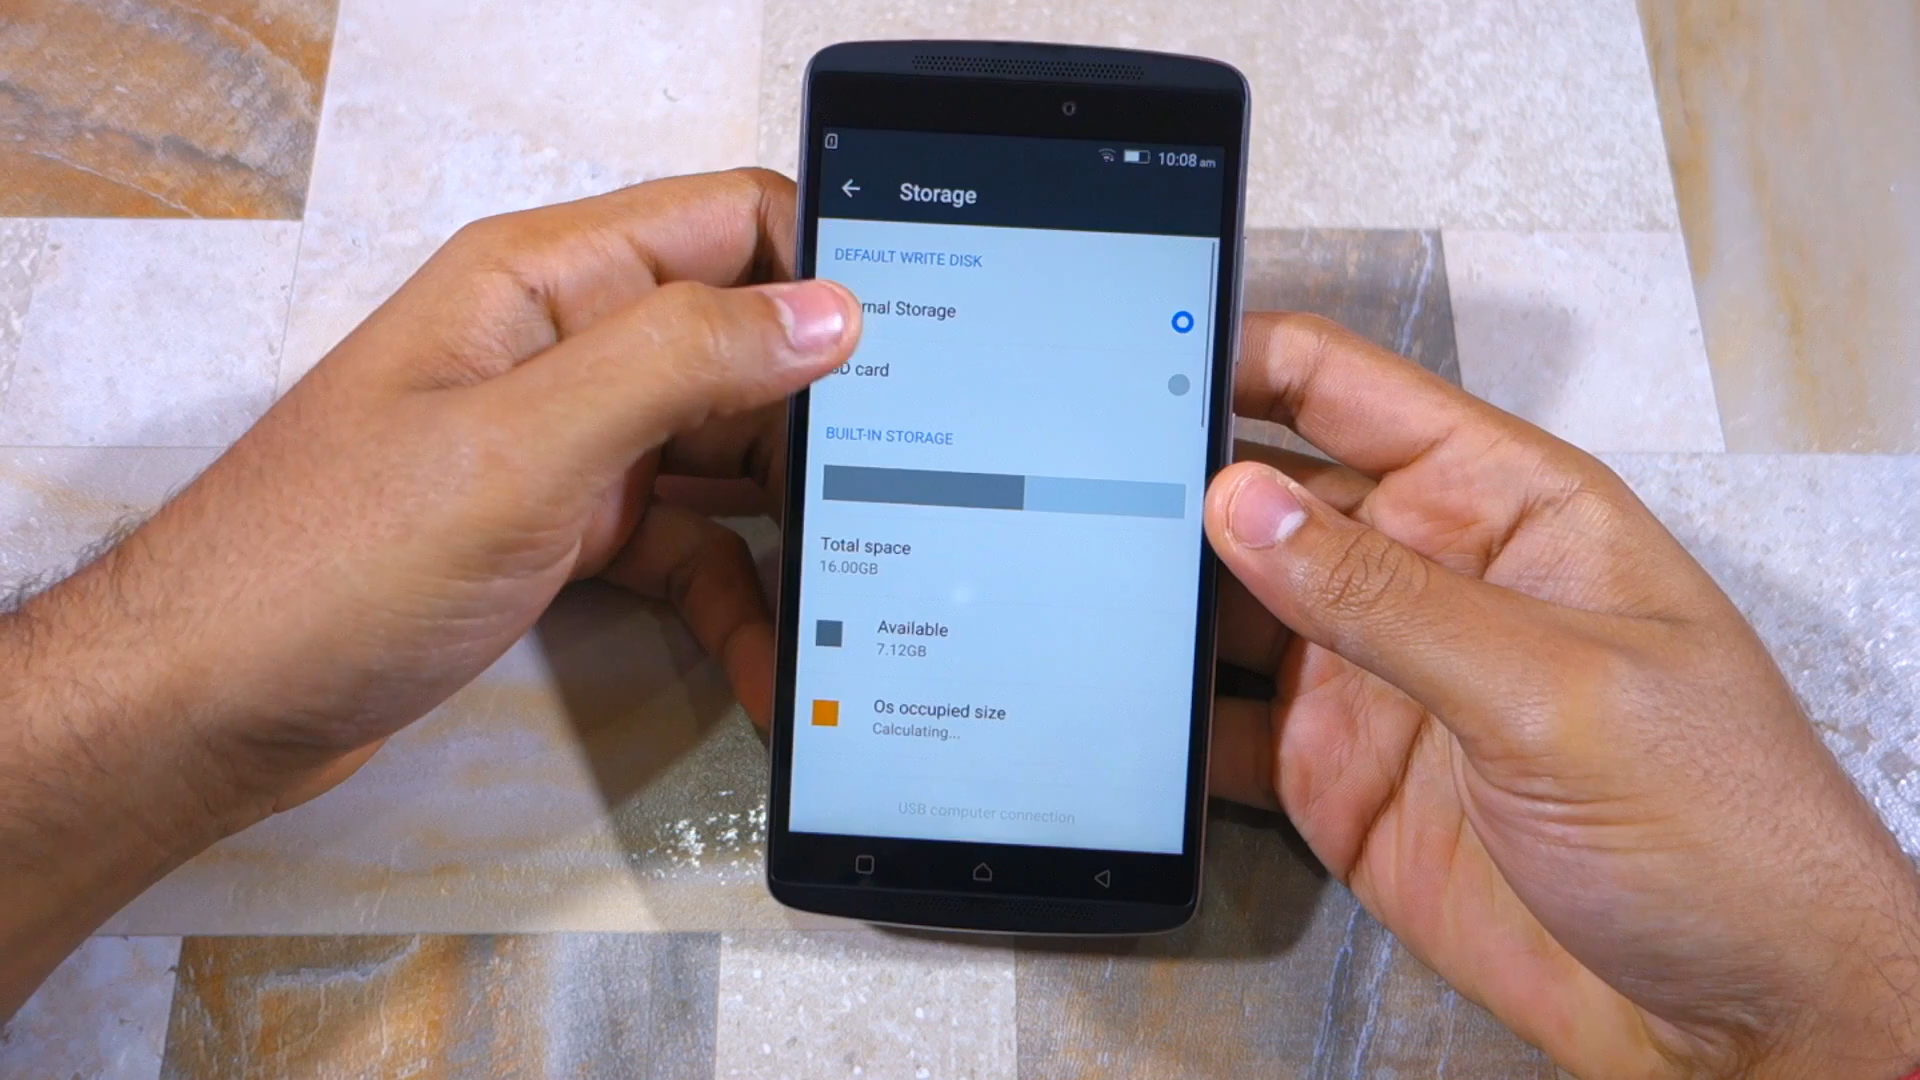 10:08 am
Storage
DEFAULT WRITE DISK
rnal Storage
D card
BUILT-IN STORAGE
Total space
16.00GB
Available
7.12GB
Os occupied size
Calculating...
USB computer connection